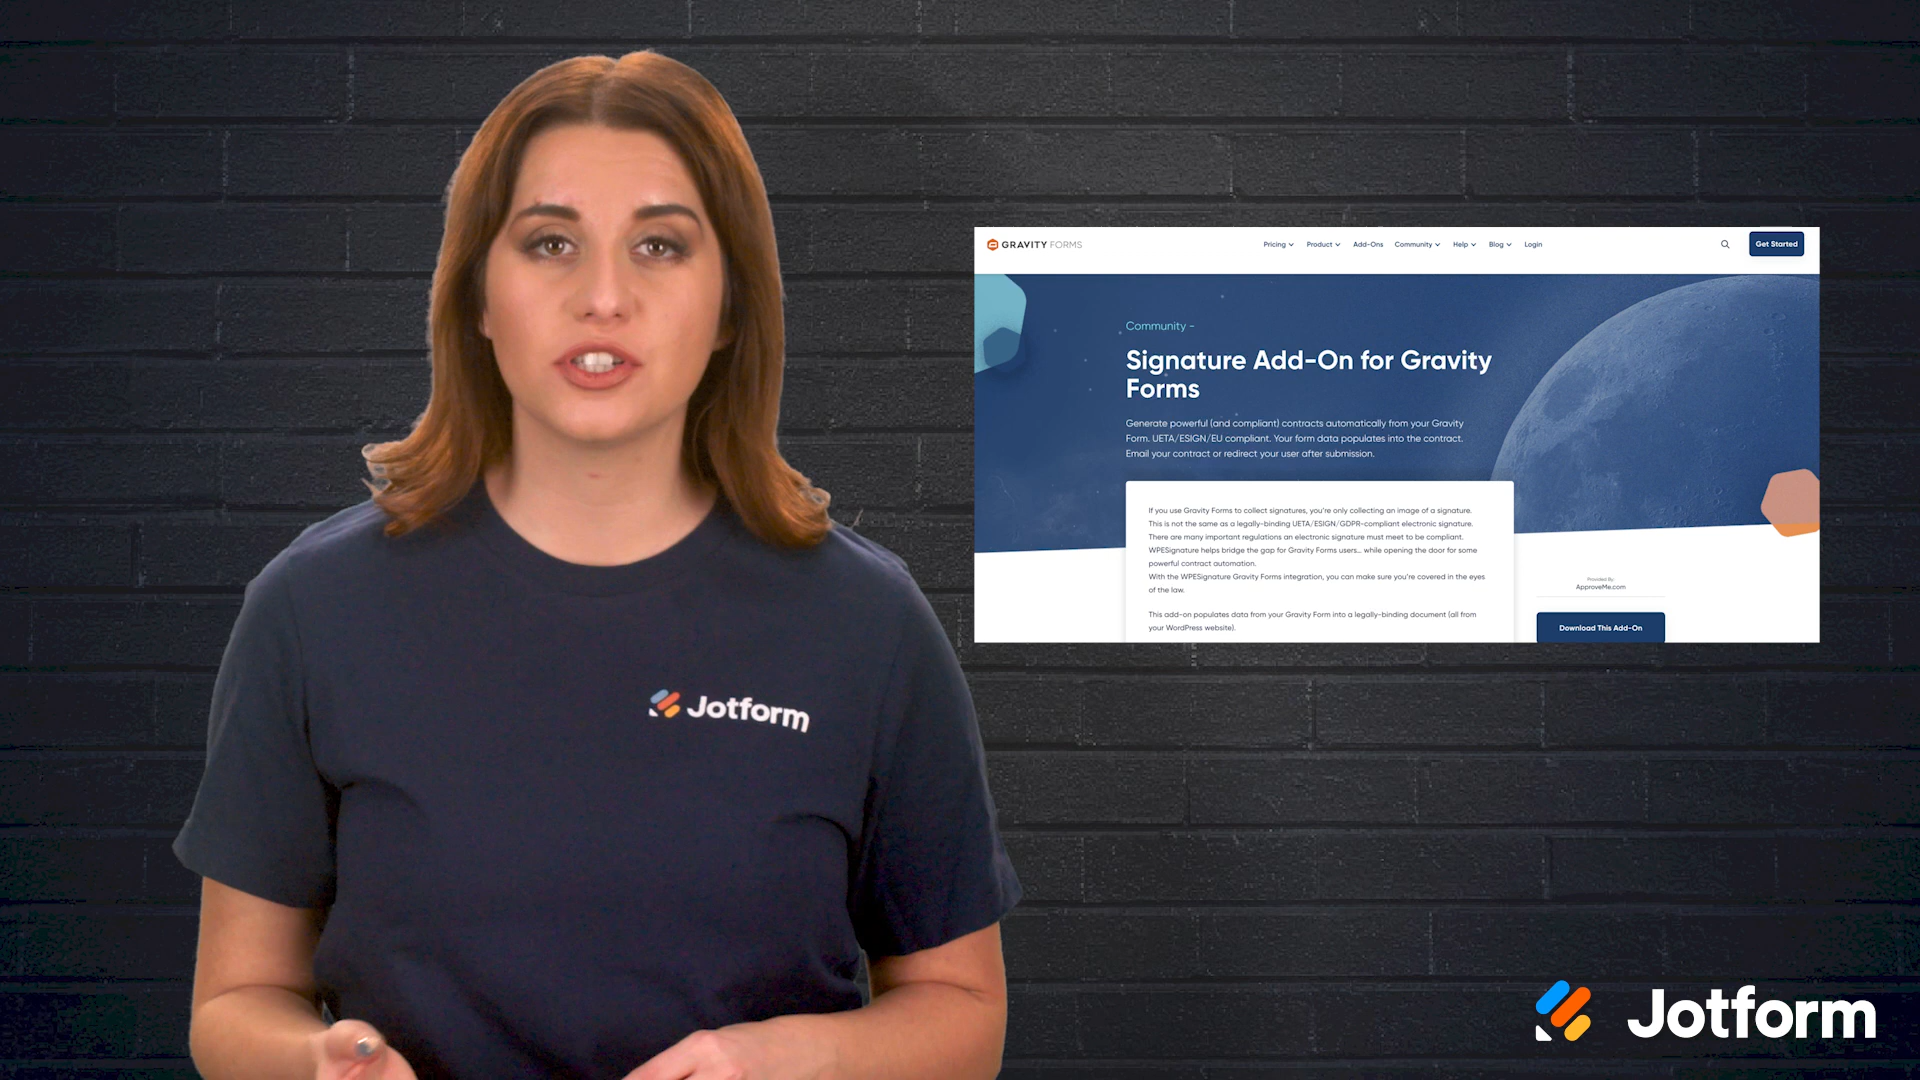 GRAVITY FORMS
Pricing Product Add-Ons Community Help Blog Login
Get Started
Community -
Signature Add-On for Gravity
Forms
Generate powerful (and compliant) contracts automatically from your Gravity
Form. UETA/ESIGN/EU compliant. Your form data populates into the contract.
Email your contract or redirect your user after submission.
If you use Gravity Forms to collect signatures, you're only collecting an image of a signature.
This is not the same as a legally-binding UETA/ESIGN/GDPR-compliant electronic signature.
There are many important regulations an electronic signature must meet to be compliant.
WPESignature helps bridge the gap for Gravity Forms users... while opening the door for some
powerful contract automation.
With the WPESignature Gravity Forms integration, you can make sure you're covered in the eyes
of the law.
This add-on populates data from your Gravity Form into a legally-binding document (all from
your WordPress website).
Provided By:
ApproveMe.com
Download This Add-On
Jotform
Jotform